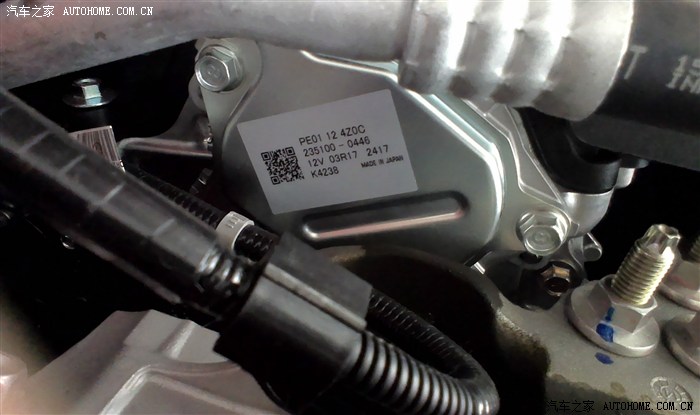 汽车之家 AUTOHOME.COM.CN
PE01 12 4Z0C
235100-0446
12V 03R17 2417
K4238 MADE IN JAPAN
汽车之家 AUTOHOME.COM.CN